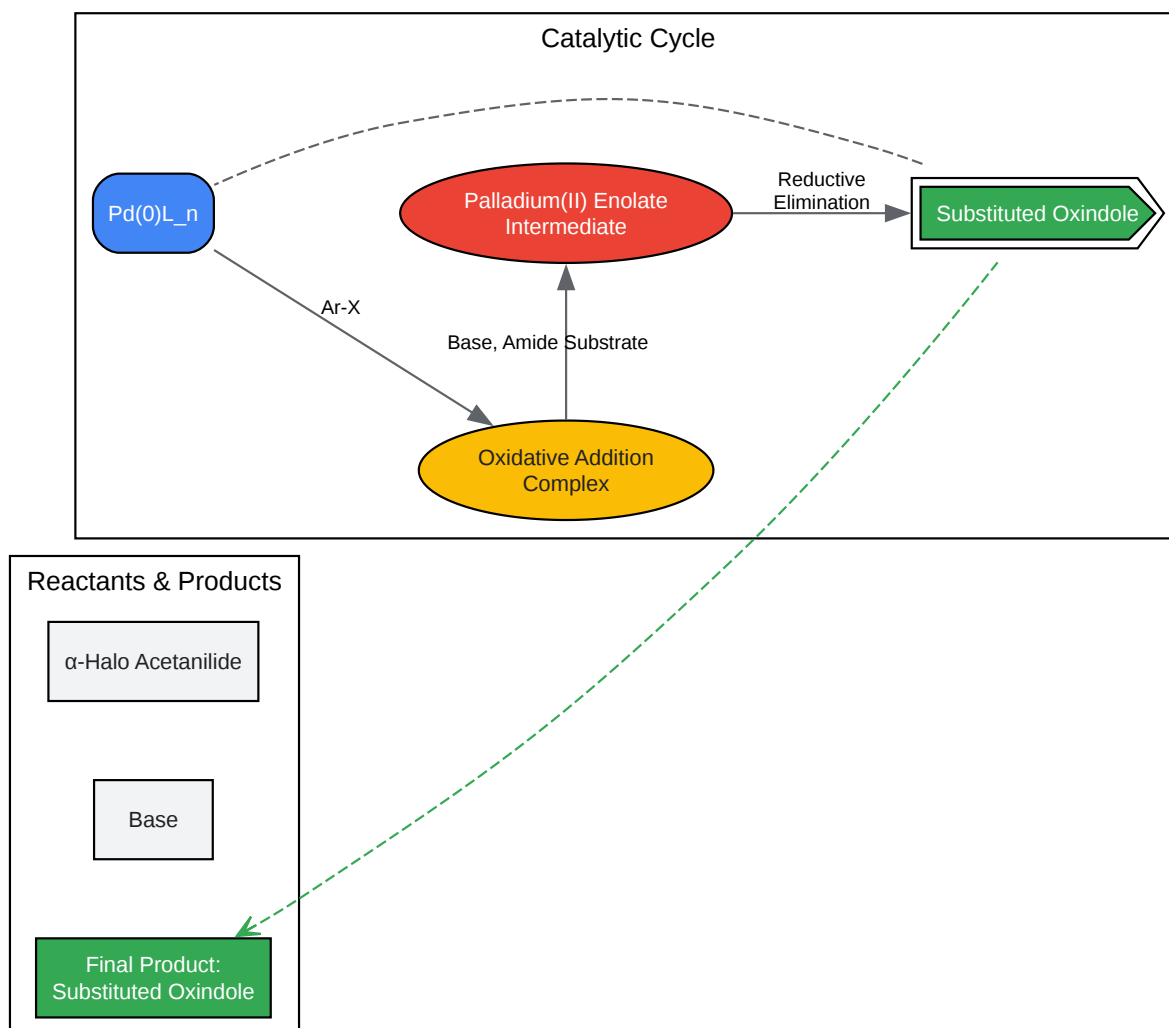 Catalytic Cycle
Pd(0)L_n
Palladium(II) Enolate
Intermediate
Reductive
Elimination
Substituted Oxindole
Ar-X
Base, Amide Substrate
Oxidative Addition
Complex
Reactants & Products
α-Halo Acetanilide
Base
Final Product:
Substituted Oxindole